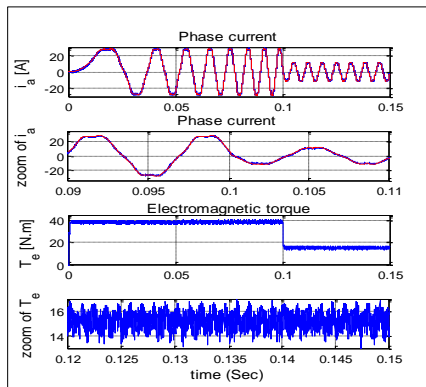 Phase current
i_a [A]
20
0
-20
0 0.05 0.1 0.15
Phase current
zoom of i_a
20
0
-20
0.09 0.095 0.1 0.105 0.11
Electromagnetic torque
T_e [N.m]
40
20
0
0 0.05 0.1 0.15
zoom of T_e
16
14
0.12 0.125 0.13 0.135 0.14 0.145 0.15
time (Sec)